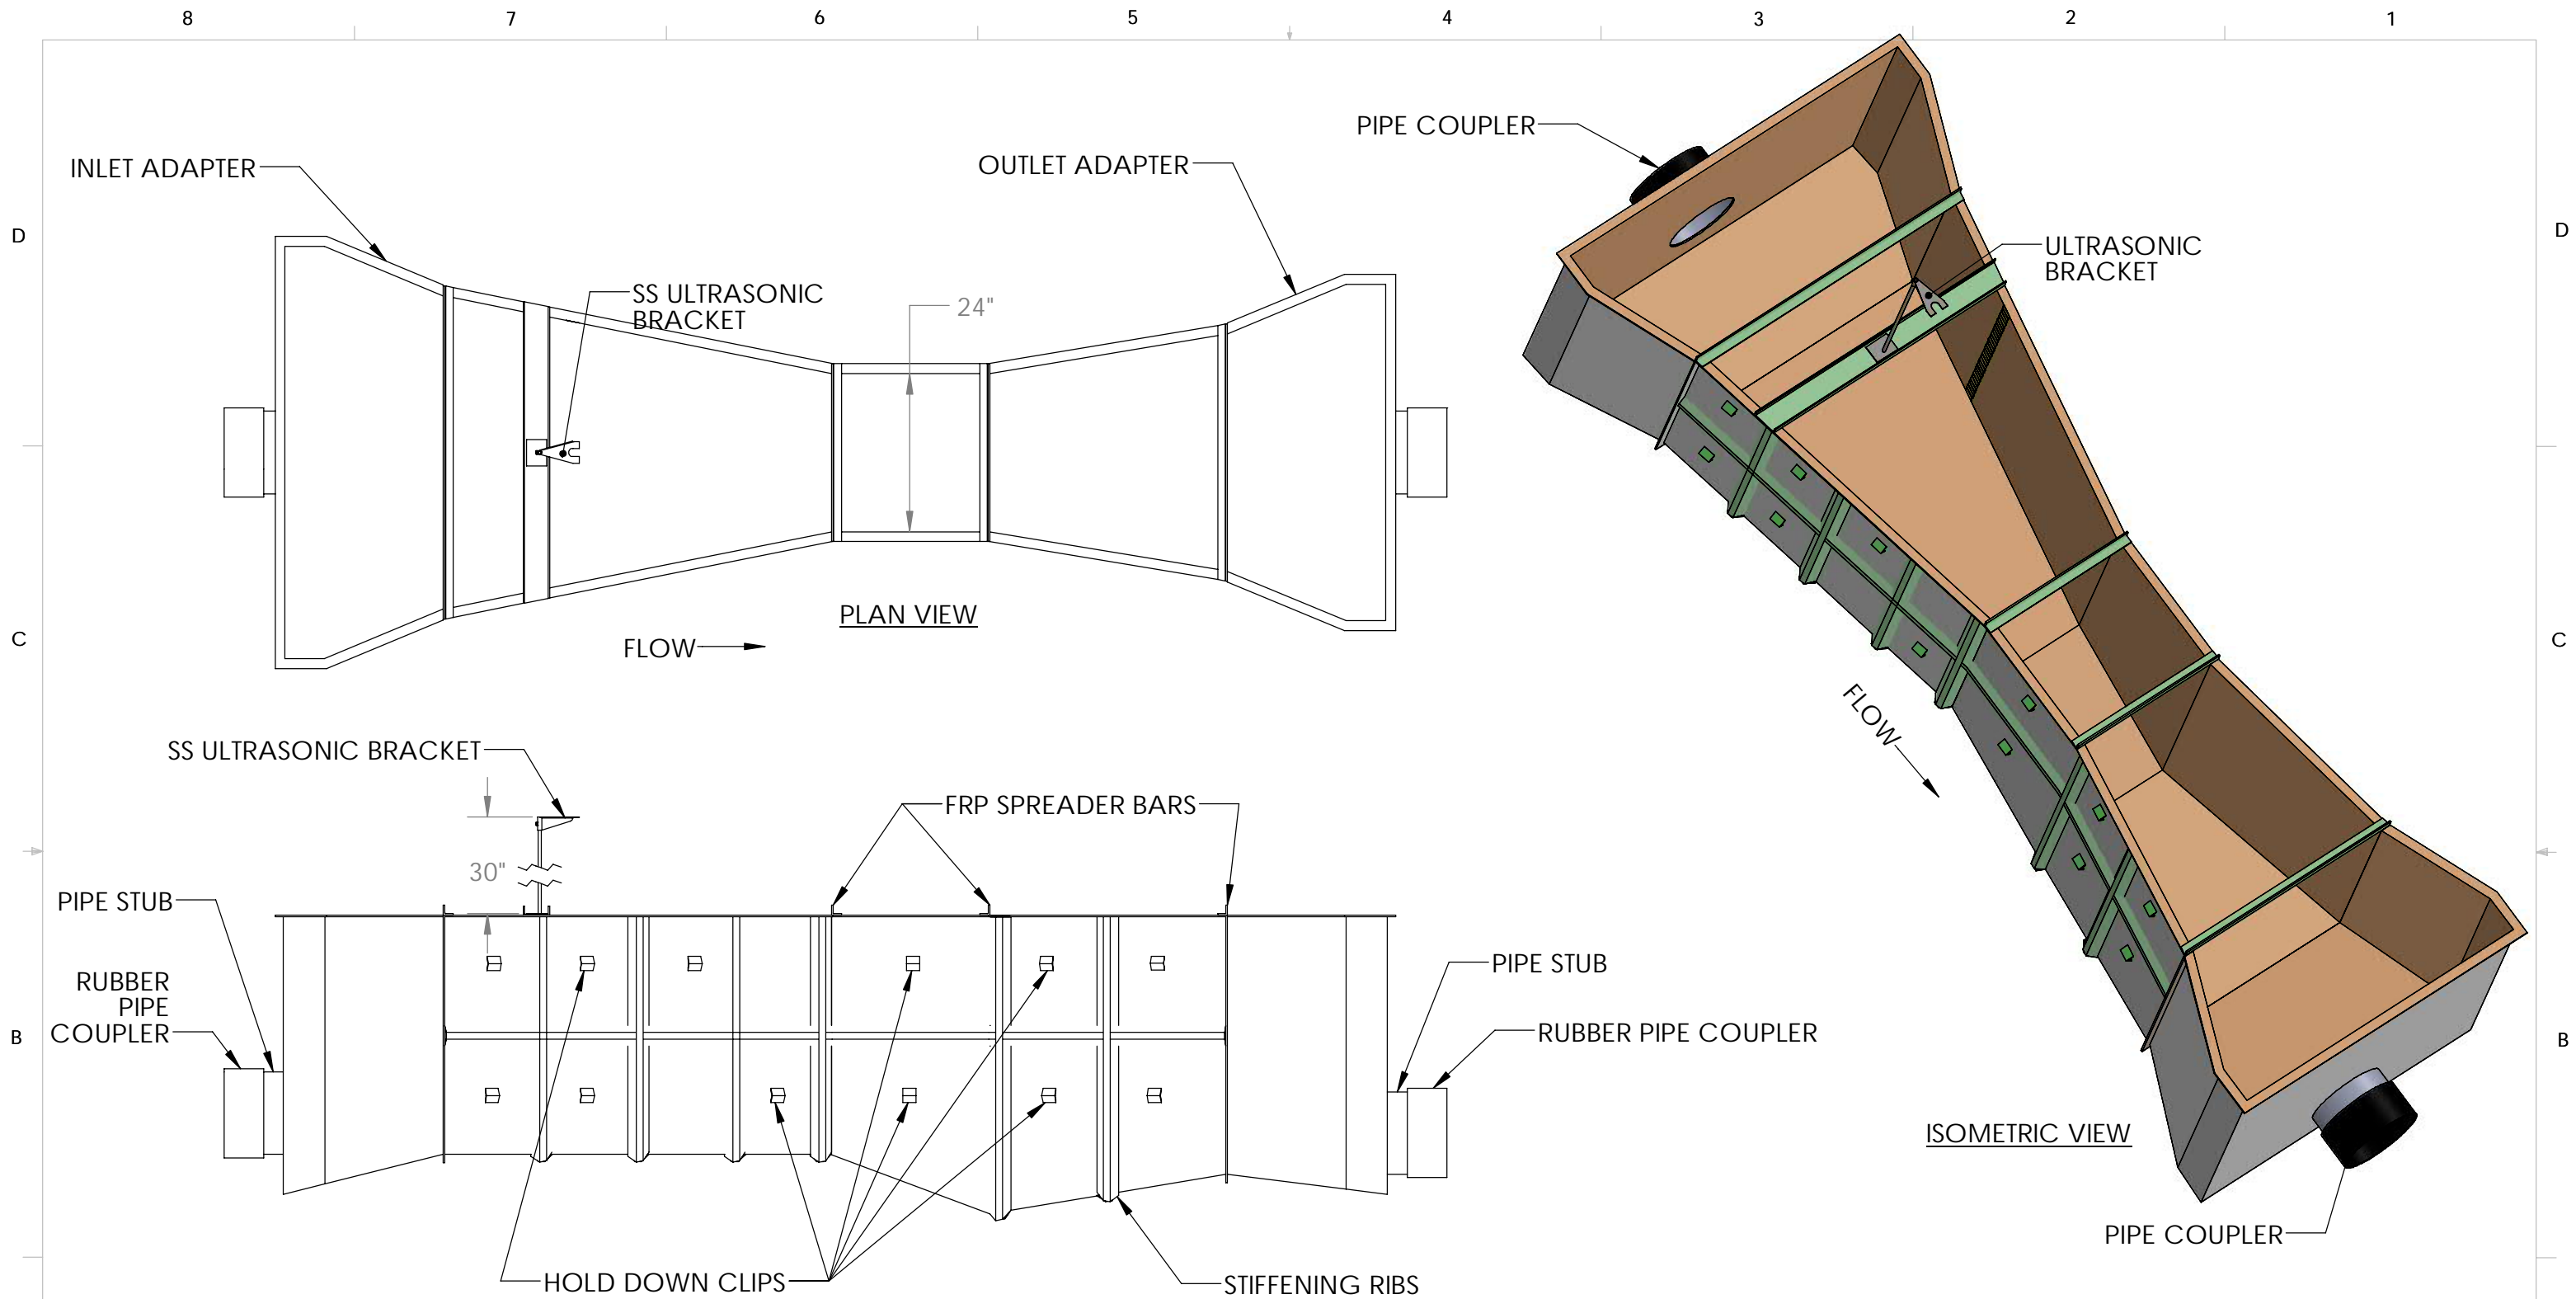 8 7 6 5 4 3 2 1
PIPE COUPLER
INLET ADAPTER
OUTLET ADAPTER
D
D
ULTRASONIC
BRACKET
SS ULTRASONIC
BRACKET
24"
PLAN VIEW
FLOW
C
C
FLOW
SS ULTRASONIC BRACKET
FRP SPREADER BARS
30"
PIPE STUB
RUBBER
PIPE
COUPLER
PIPE STUB
RUBBER PIPE COUPLER
B
B
ISOMETRIC VIEW
PIPE COUPLER
HOLD DOWN CLIPS
STIFFENING RIBS